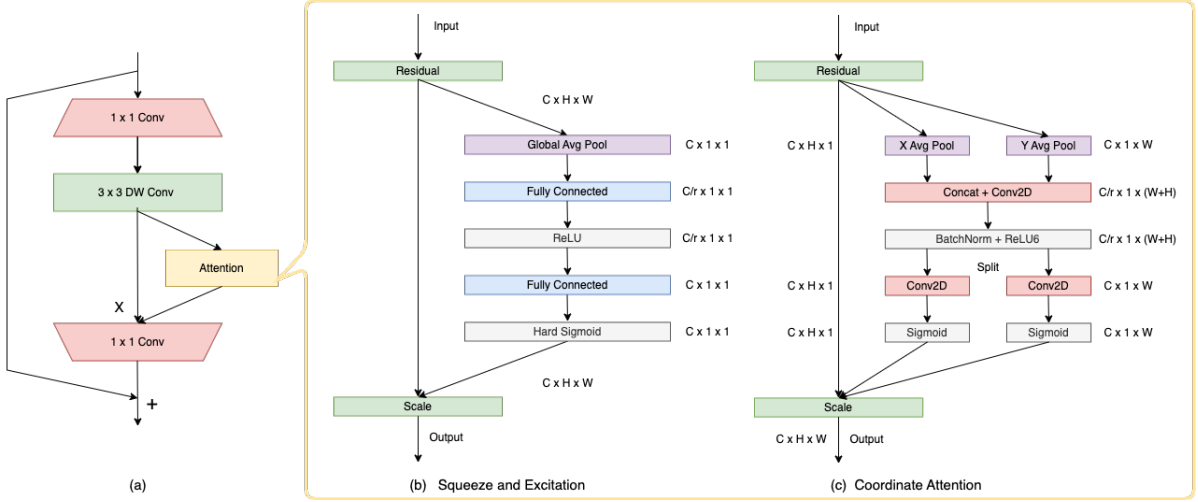 1 x 1 Conv
3 x 3 DW Conv
Attention
X
1 x 1 Conv
+
(a)
Input
Residual
C x H x W
Global Avg Pool
C x 1 x 1
Fully Connected
C/r x 1 x 1
ReLU
C/r x 1 x 1
Fully Connected
C x 1 x 1
Hard Sigmoid
C x 1 x 1
C x H x W
Scale
Output
(b) Squeeze and Excitation
Input
Residual
C x H x 1
X Avg Pool
Y Avg Pool
C x 1 x W
Concat + Conv2D
C/r x 1 x (W+H)
BatchNorm + ReLU6
C/r x 1 x (W+H)
Split
C x H x 1
Conv2D
Conv2D
C x 1 x W
C x H x 1
Sigmoid
Sigmoid
C x 1 x W
Scale
C x H x W
Output
(c) Coordinate Attention